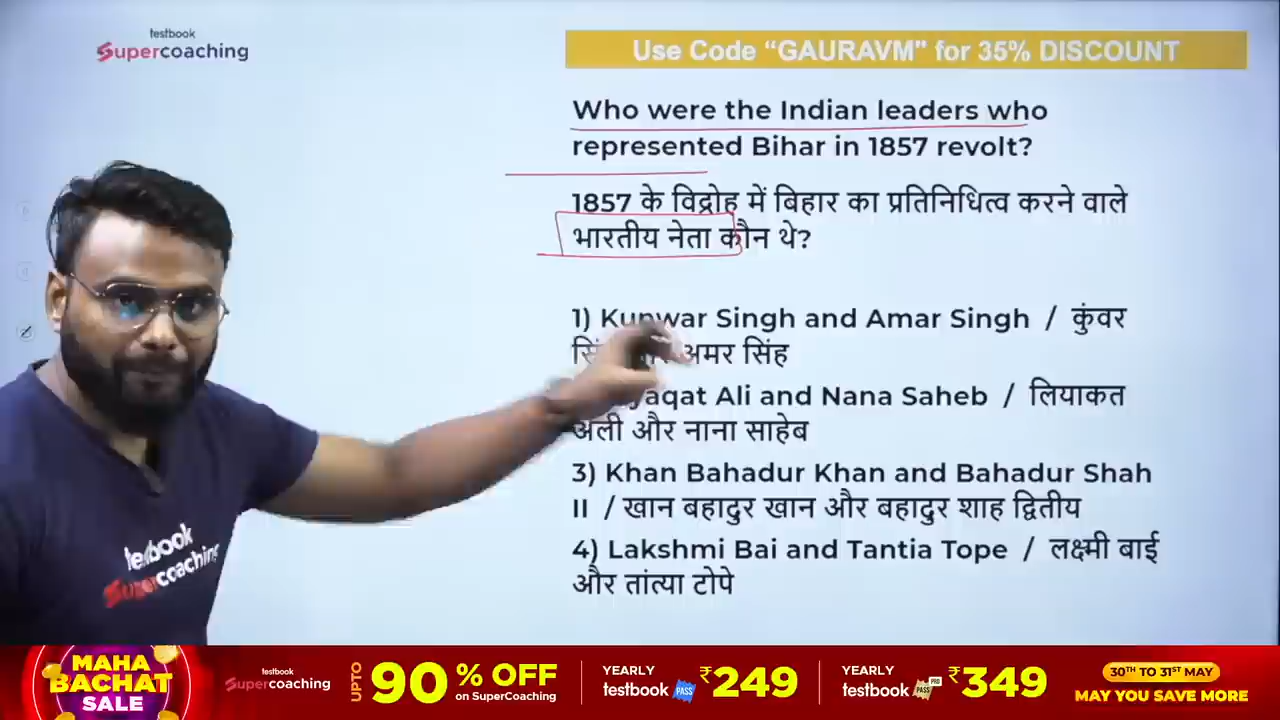 testbook
Supercoaching
Use Code “GAURAVM" for 35% DISCOUNT
Who were the Indian leaders who
represented Bihar in 1857 revolt?
1857 के विद्रोह में बिहार का प्रतिनिधित्व करने वाले
भारतीय नेता कौन थे?
1) Kunwar Singh and Amar Singh / कुंवर
अमर सिंह
Ali and Nana Saheb / लियाकत
अली और नाना साहेब
3) Khan Bahadur Khan and Bahadur Shah
II / खान बहादुर खान और बहादुर शाह द्वितीय
4) Lakshmi Bai and Tantia Tope / लक्ष्मी बाई
और तांत्या टोपे
testbook
Supercoaching
MAHA
BACHAT
SALE
testbook
Supercoaching
UPTO 90% OFF
on SuperCoaching
YEARLY
testbook PASS
₹249
YEARLY
testbook PASS PRO
₹349
30TH TO 31ST MAY
MAY YOU SAVE MORE